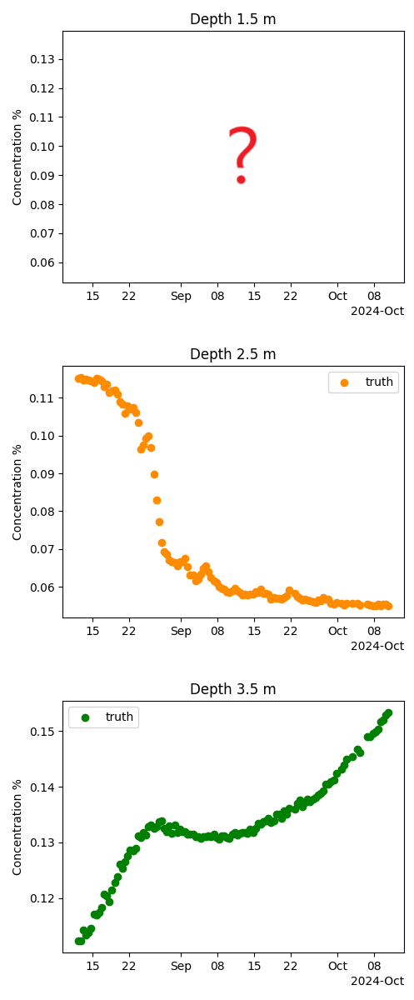 Depth 1.5 m
Concentration %
0.13
0.12
0.11
0.10
0.09
0.08
0.07
0.06
?
15 22 Sep 08 15 22 Oct 08
2024-Oct
Depth 2.5 m
Concentration %
0.11
0.10
0.09
0.08
0.07
0.06
truth
15 22 Sep 08 15 22 Oct 08
2024-Oct
Depth 3.5 m
Concentration %
0.15
0.14
0.13
0.12
truth
15 22 Sep 08 15 22 Oct 08
2024-Oct